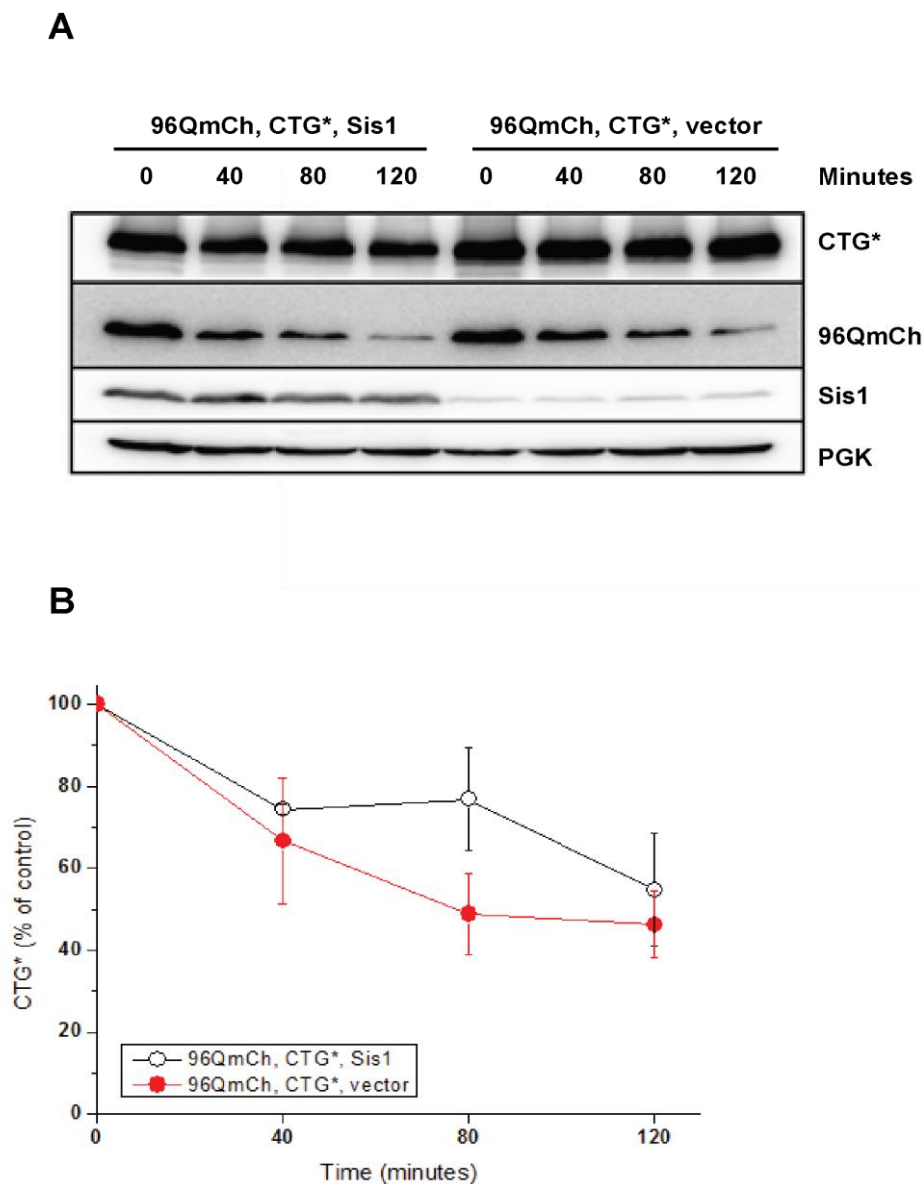 A
96QmCh, CTG*, Sis1 96QmCh, CTG*, vector
0 40 80 120 0 40 80 120 Minutes
CTG*
96QmCh
Sis1
PGK
B
100
80
60
40
20
0
CTG* (% of control)
96QmCh, CTG*, Sis1
96QmCh, CTG*, vector
0 40 80 120
Time (minutes)